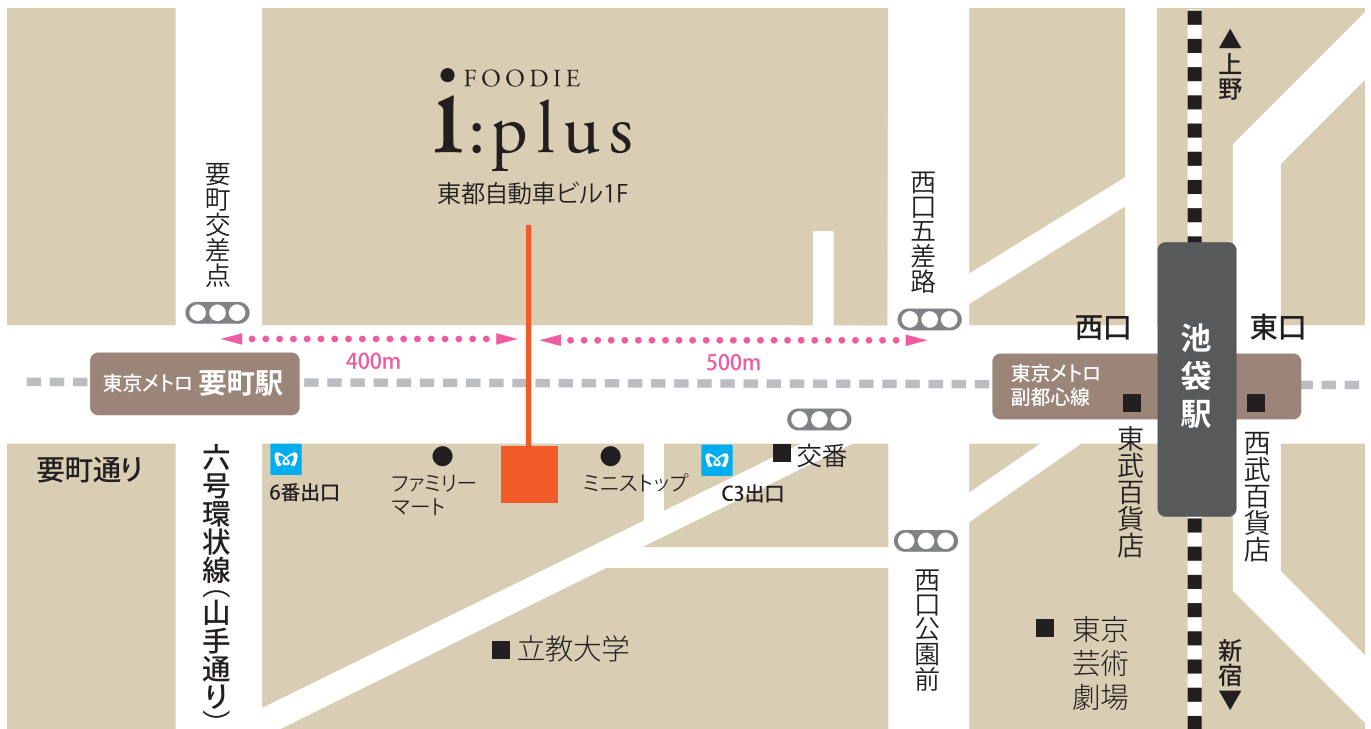 FOODIE
i:plus
東都自動車ビル1F
▲上野
要町交差点
西口五差路
西口
池袋駅
東口
400m
500m
東京メトロ 要町駅
東京メトロ
副都心線
要町通り
六号環状線(山手通り)
6番出口
ファミリー
マート
ミニストップ
C3出口
交番
東武百貨店
西武百貨店
立教大学
西口公園前
東京
芸術
劇場
新宿▼